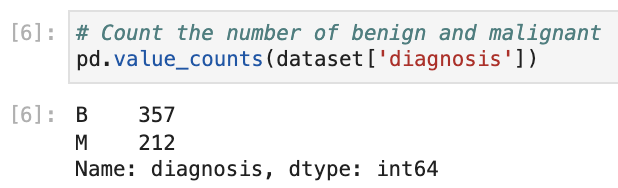 [6]: # Count the number of benign and malignant
pd.value_counts(dataset['diagnosis'])
[6]: B    357
M    212
Name: diagnosis, dtype: int64